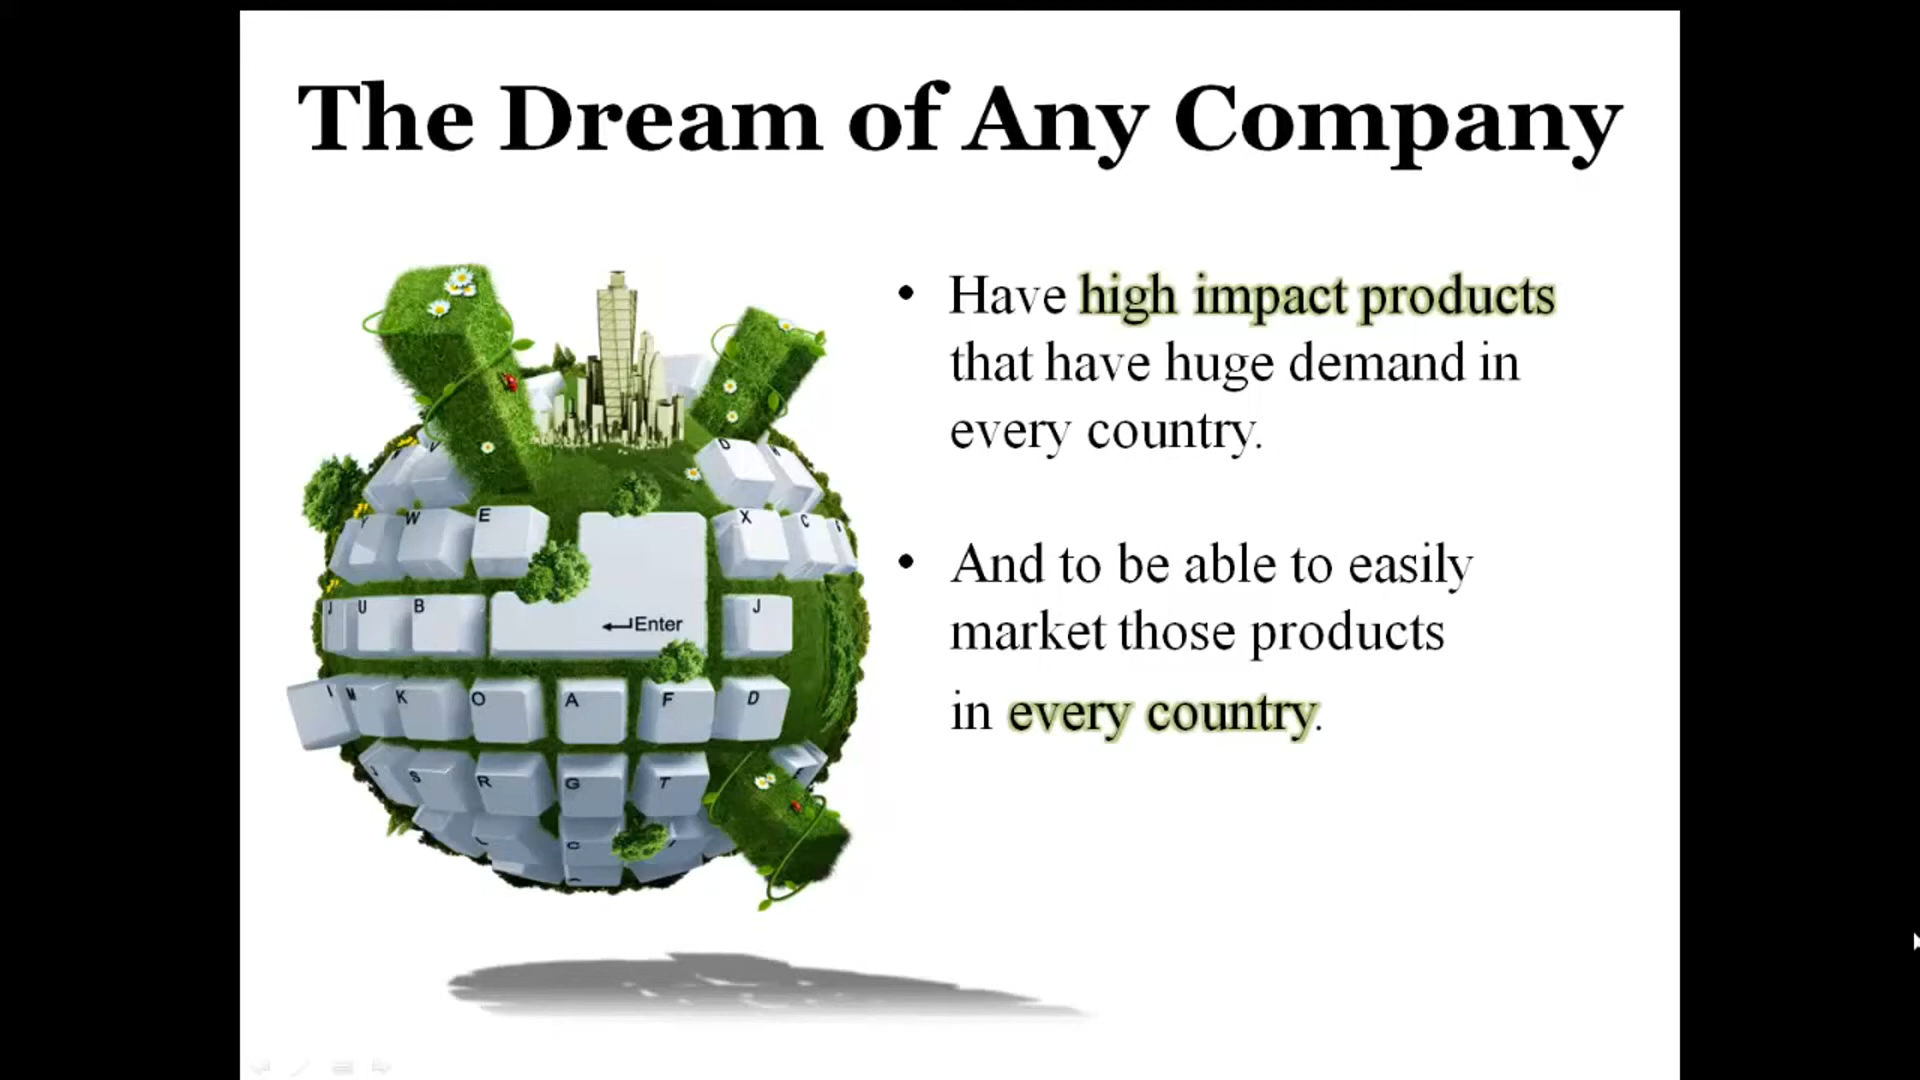 The Dream of Any Company
• Have high impact products
that have huge demand in
every country.
• And to be able to easily
market those products
in every country.
V D
Y W E X C
J U B Enter J
I M K O A F D
S R G T
C